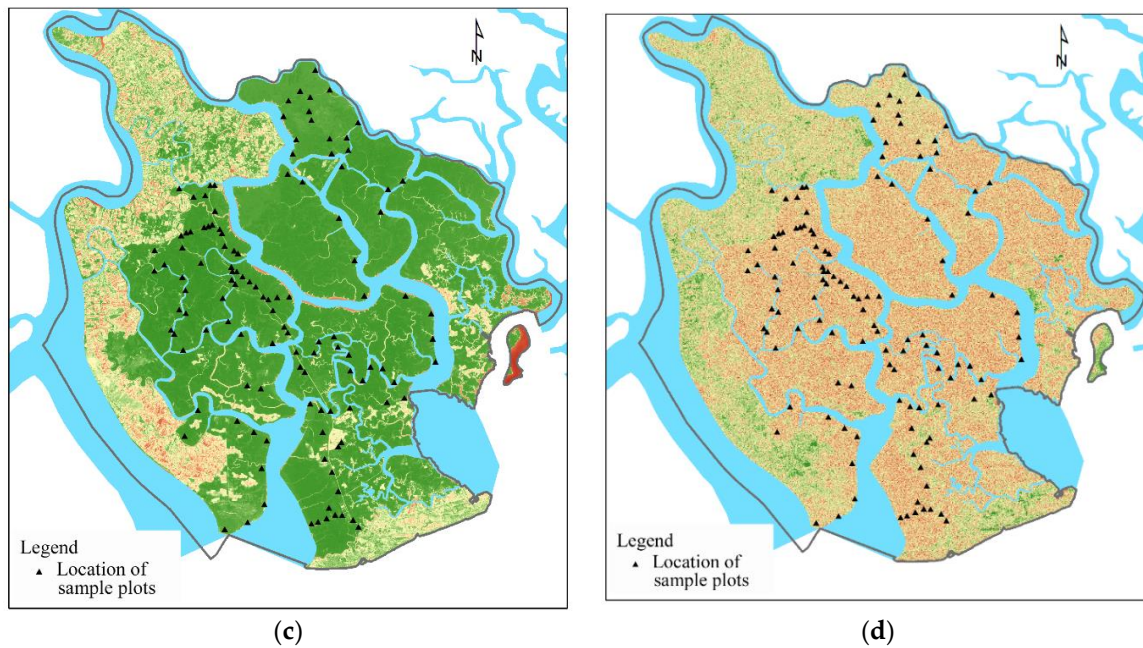 N
N
Legend
▲ Location of
sample plots
Legend
▲ Location of
sample plots
(c)
(d)